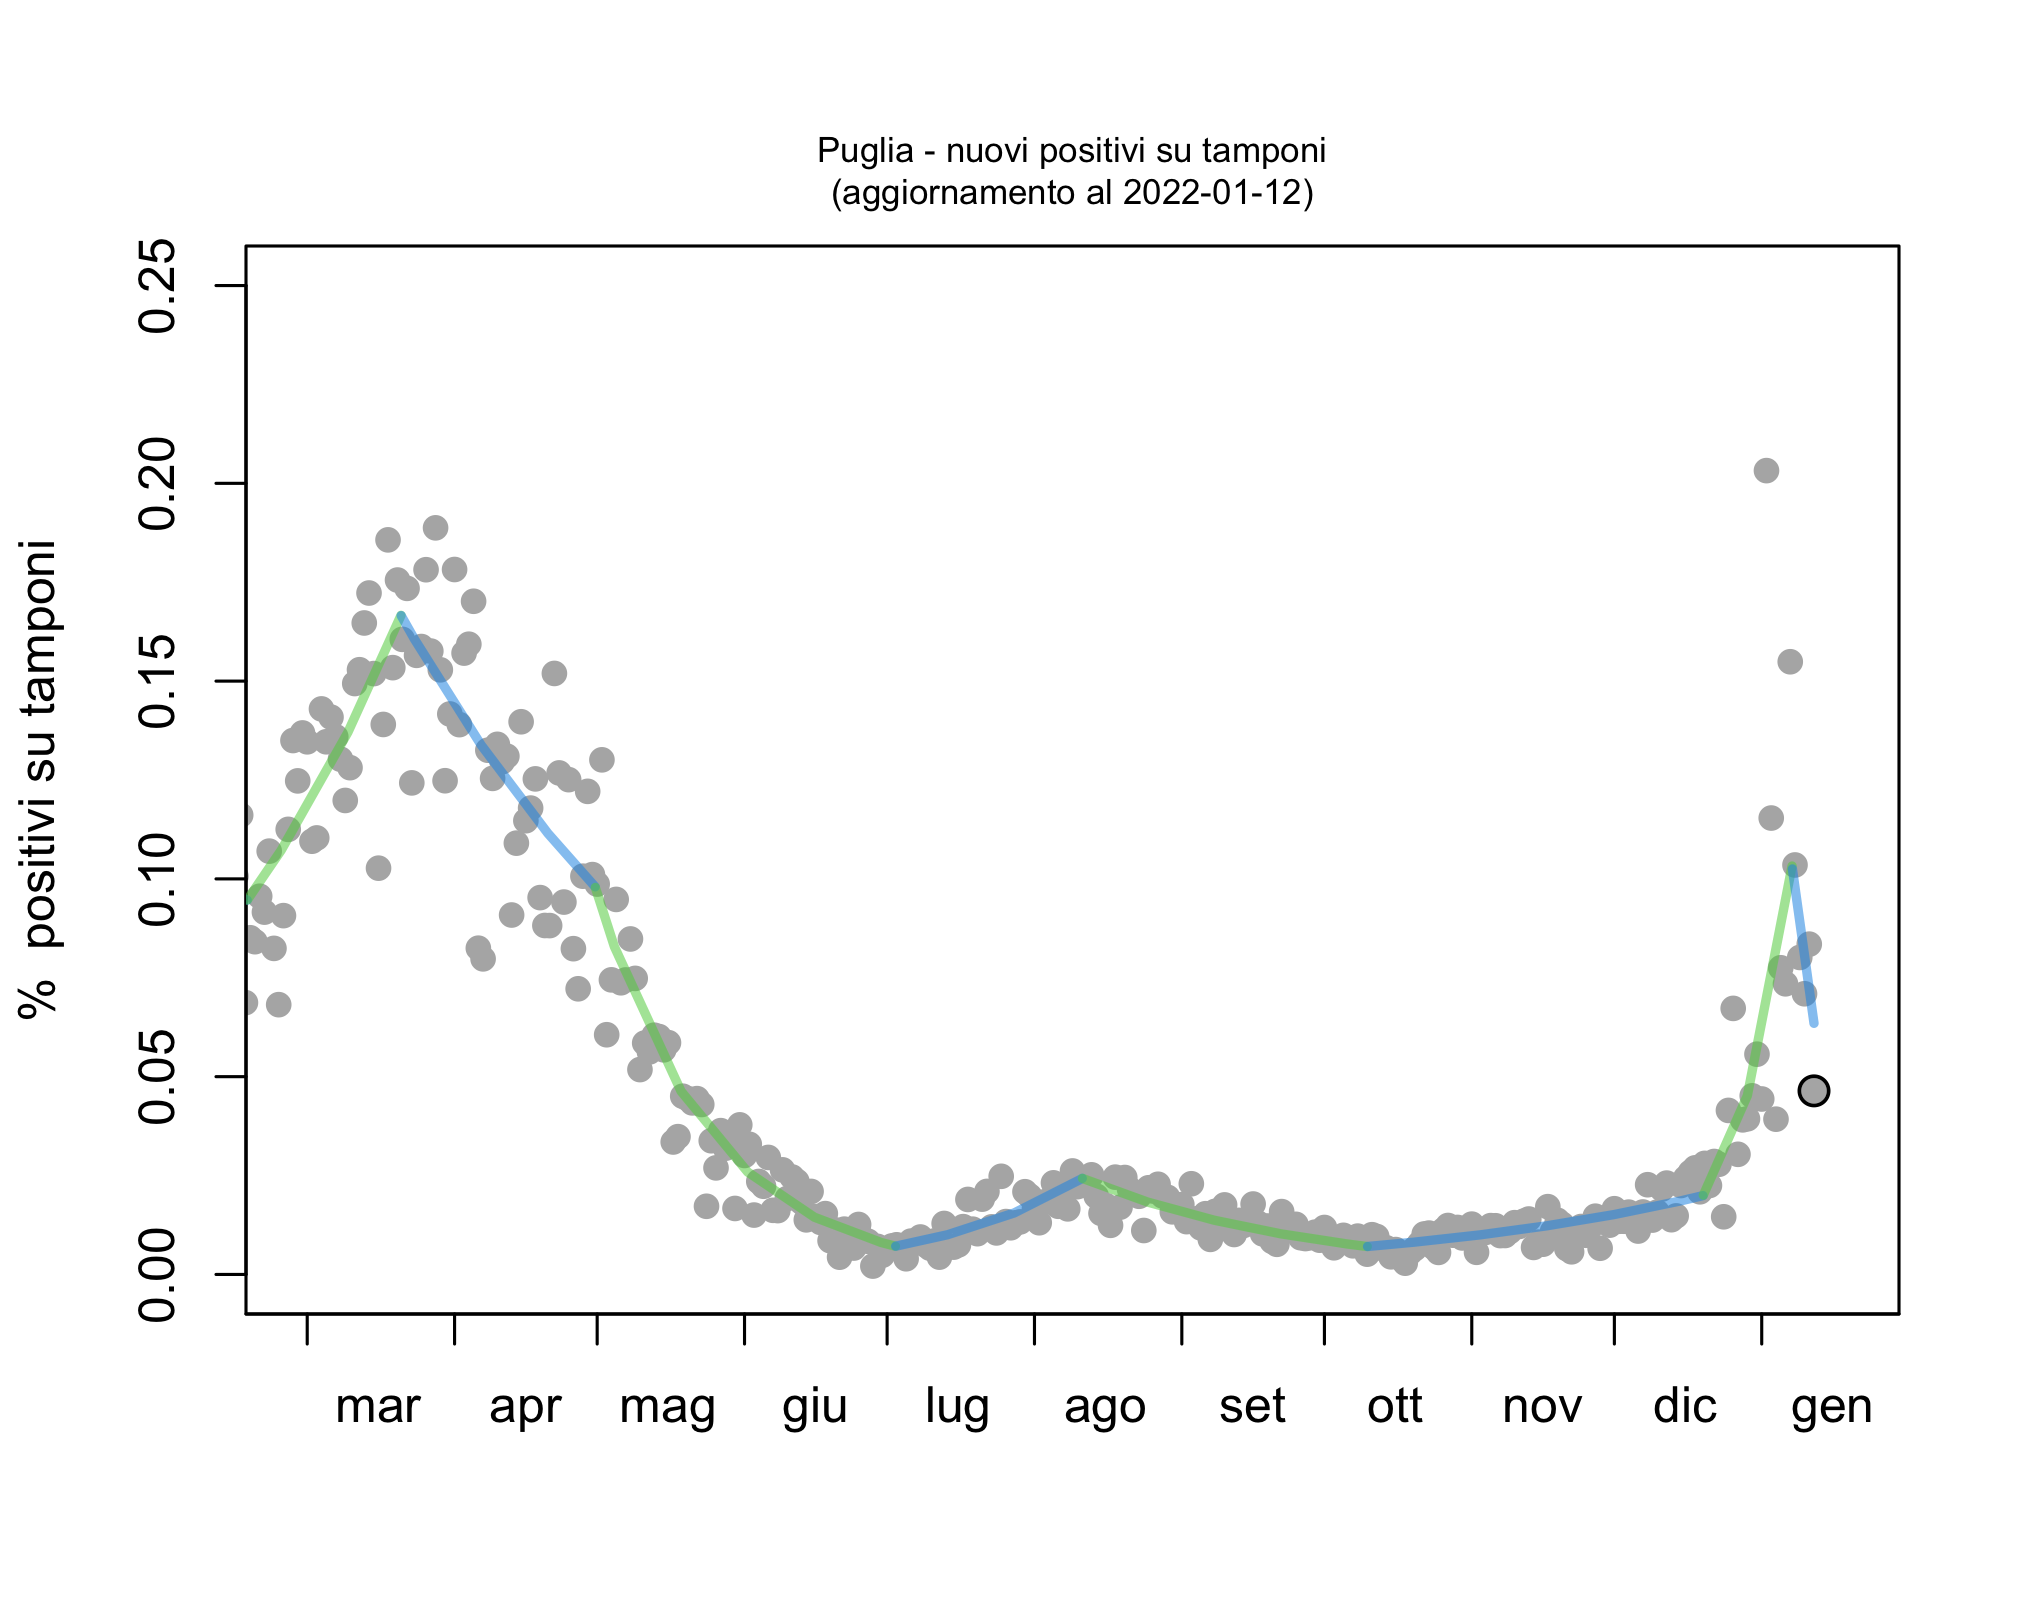 Puglia - nuovi positivi su tamponi
(aggiornamento al 2022-01-12)
0.25
0.20
0.15
0.10
0.05
0.00
% positivi su tamponi
mar apr mag giu lug ago set ott nov dic gen